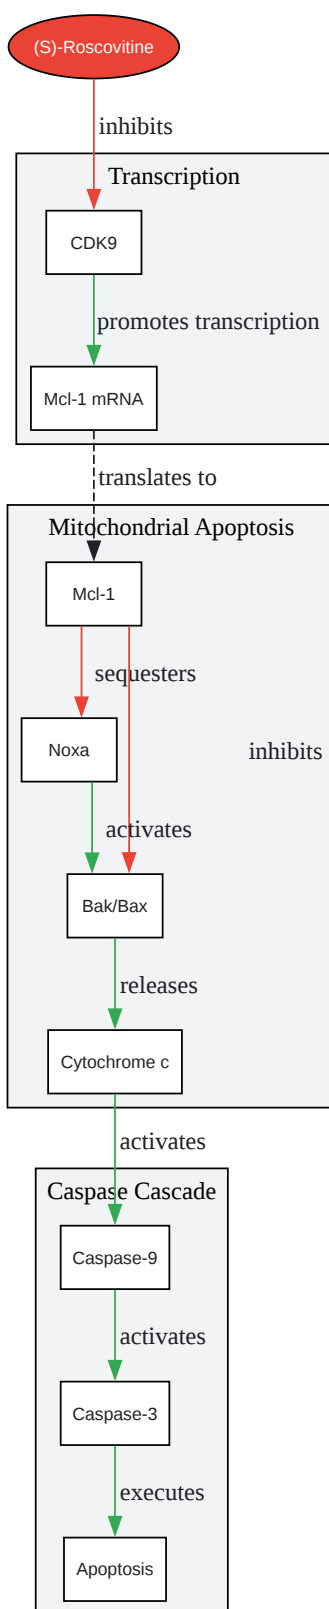 (S)-Roscovitine
inhibits
Transcription
CDK9
promotes transcription
Mcl-1 mRNA
translates to
Mitochondrial Apoptosis
Mcl-1
sequesters
Noxa
inhibits
activates
Bak/Bax
releases
Cytochrome c
activates
Caspase Cascade
Caspase-9
activates
Caspase-3
executes
Apoptosis